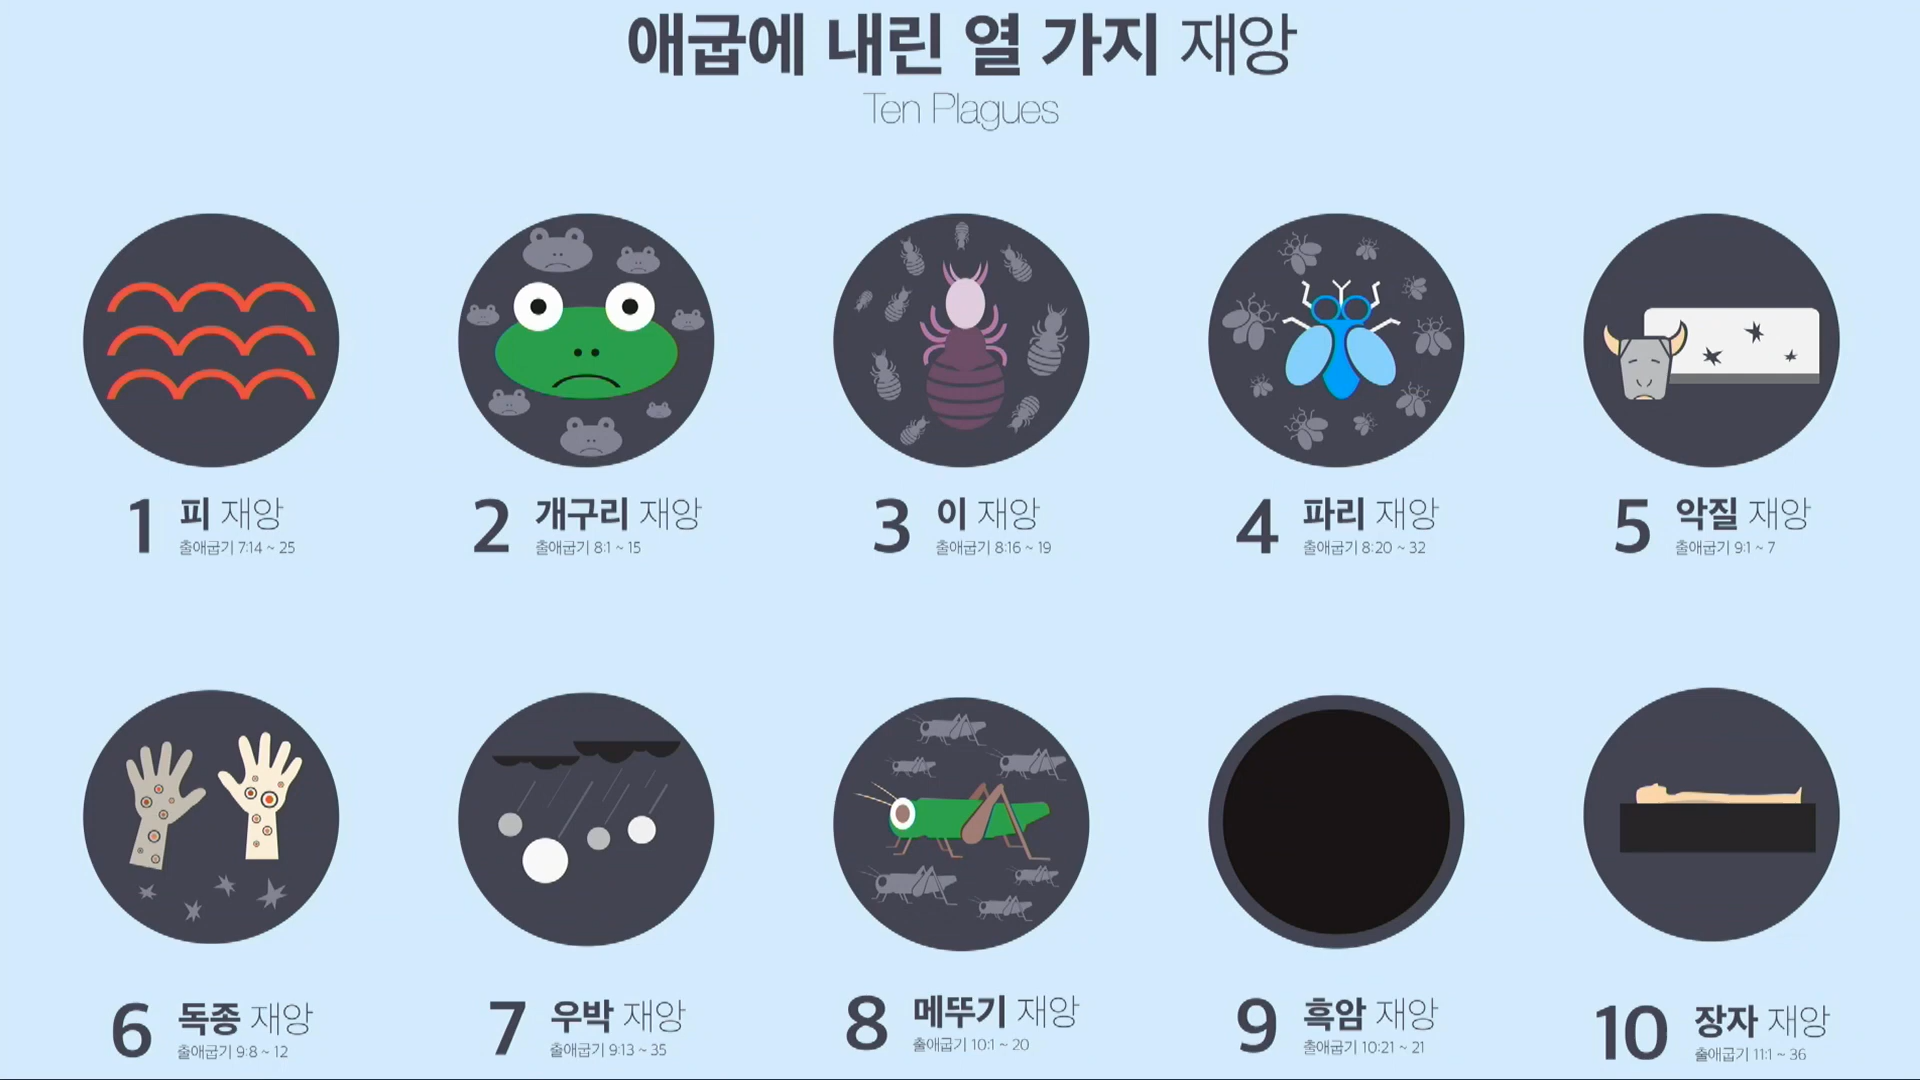 애굽에 내린 열 가지 재앙
Ten Plagues
1 피 재앙
출애굽기 7:14 ~ 25
2 개구리 재앙
출애굽기 8:1 ~ 15
3 이 재앙
출애굽기 8:16 ~ 19
4 파리 재앙
출애굽기 8:20 ~ 32
5 악질 재앙
출애굽기 9:1 ~ 7
6 독종 재앙
출애굽기 9:8 ~ 12
7 우박 재앙
출애굽기 9:13 ~ 35
8 메뚜기 재앙
출애굽기 10:1 ~ 20
9 흑암 재앙
출애굽기 10:21 ~ 21
10 장자 재앙
출애굽기 11:1 ~ 36